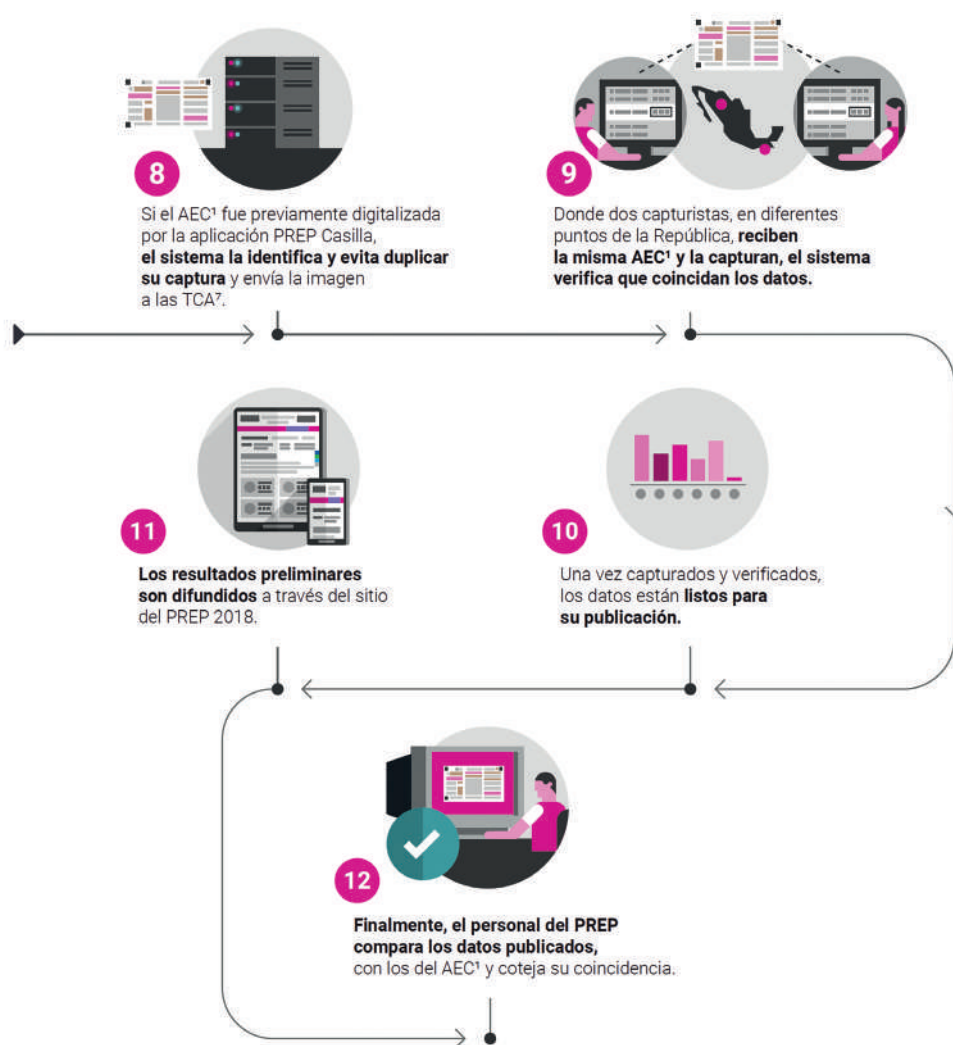 8
Si el AEC¹ fue previamente digitalizada
por la aplicación PREP Casilla,
el sistema la identifica y evita duplicar
su captura y envía la imagen
a las TCA⁷.
9
Donde dos capturistas, en diferentes
puntos de la República, reciben
la misma AEC¹ y la capturan, el sistema
verifica que coincidan los datos.
10
Una vez capturados y verificados,
los datos están listos para
su publicación.
11
Los resultados preliminares
son difundidos a través del sitio
del PREP 2018.
12
Finalmente, el personal del PREP
compara los datos publicados,
con los del AEC¹ y coteja su coincidencia.